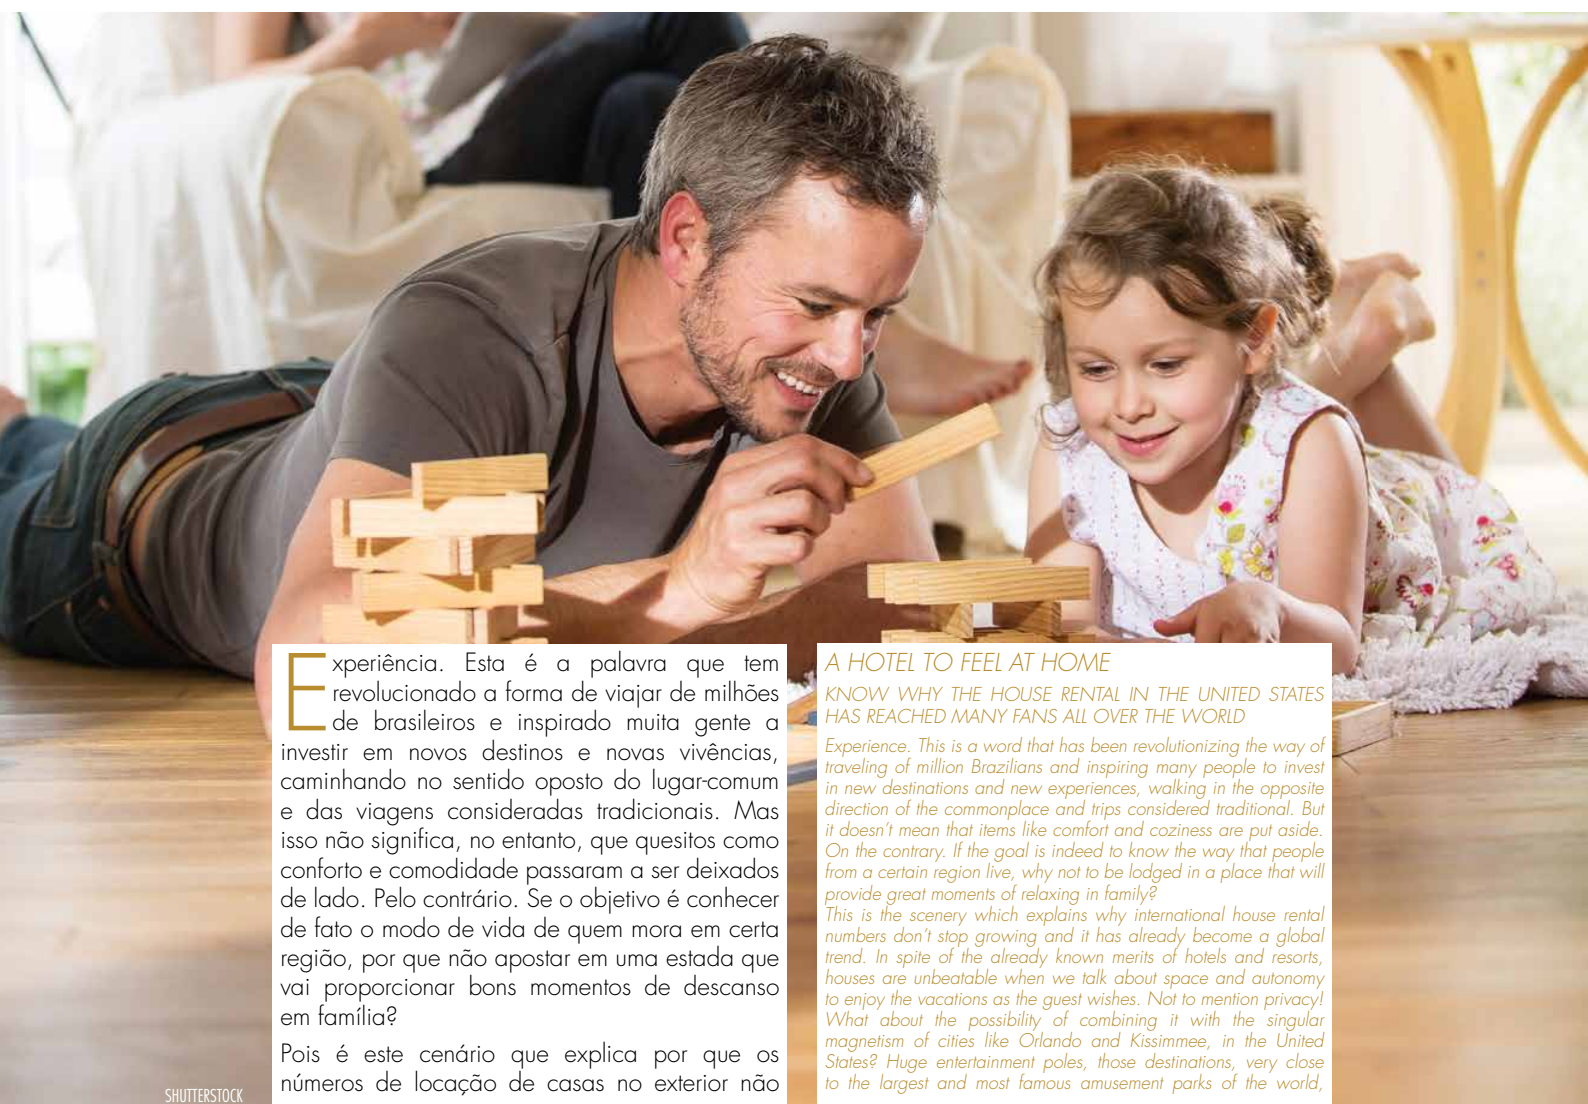 Experiência. Esta é a palavra que tem
revolucionado a forma de viajar de milhões
de brasileiros e inspirado muita gente a
investir em novos destinos e novas vivências,
caminhando no sentido oposto do lugar-comum
e das viagens consideradas tradicionais. Mas
isso não significa, no entanto, que quesitos como
conforto e comodidade passaram a ser deixados
de lado. Pelo contrário. Se o objetivo é conhecer
de fato o modo de vida de quem mora em certa
região, por que não apostar em uma estada que
vai proporcionar bons momentos de descanso
em família?
Pois é este cenário que explica por que os
números de locação de casas no exterior não
A HOTEL TO FEEL AT HOME
KNOW WHY THE HOUSE RENTAL IN THE UNITED STATES
HAS REACHED MANY FANS ALL OVER THE WORLD
Experience. This is a word that has been revolutionizing the way of
traveling of million Brazilians and inspiring many people to invest
in new destinations and new experiences, walking in the opposite
direction of the commonplace and trips considered traditional. But
it doesn't mean that items like comfort and coziness are put aside.
On the contrary. If the goal is indeed to know the way that people
from a certain region live, why not to be lodged in a place that will
provide great moments of relaxing in family?
This is the scenery which explains why international house rental
numbers don't stop growing and it has already become a global
trend. In spite of the already known merits of hotels and resorts,
houses are unbeatable when we talk about space and autonomy
to enjoy the vacations as the guest wishes. Not to mention privacy!
What about the possibility of combining it with the singular
magnetism of cities like Orlando and Kissimmee, in the United
States? Huge entertainment poles, those destinations, very close
to the largest and most famous amusement parks of the world,
SHUTTERSTOCK